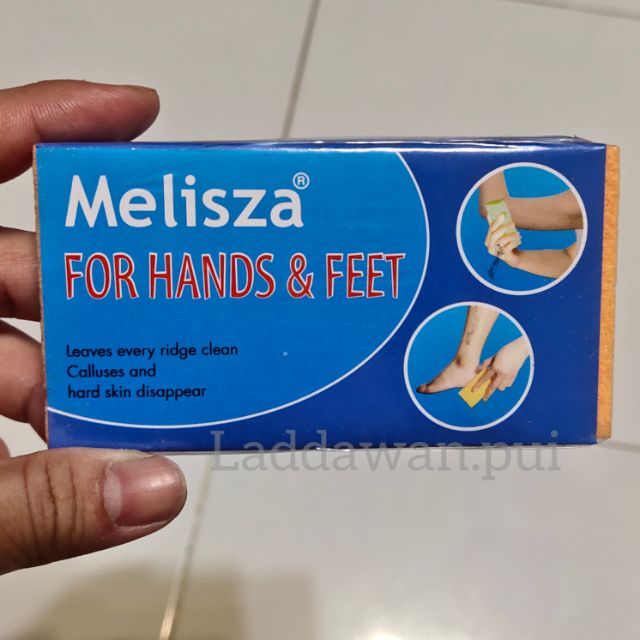 Melisza®
FOR HANDS & FEET
Leaves every ridge clean
Calluses and
hard skin disappear
Laddawan.pui